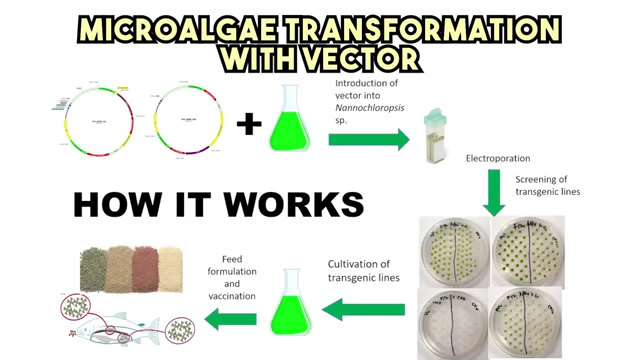 MICROALGAE TRANSFORMATION
WITH VECTOR
Introduction of
vector into
Nannochloropsis
sp.
+
Electroporation
Screening of
transgenic lines
HOW IT WORKS
Feed
formulation
and
vaccination
Cultivation of
transgenic lines